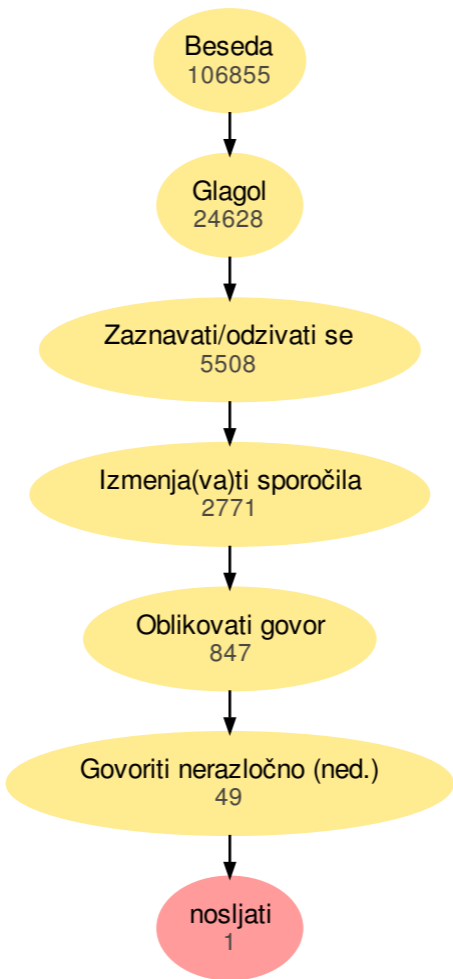 Beseda
106855
Glagol
24628
Zaznavati/odzivati se
5508
Izmenja(va)ti sporočila
2771
Oblikovati govor
847
Govoriti nerazločno (ned.)
49
nosljati
1